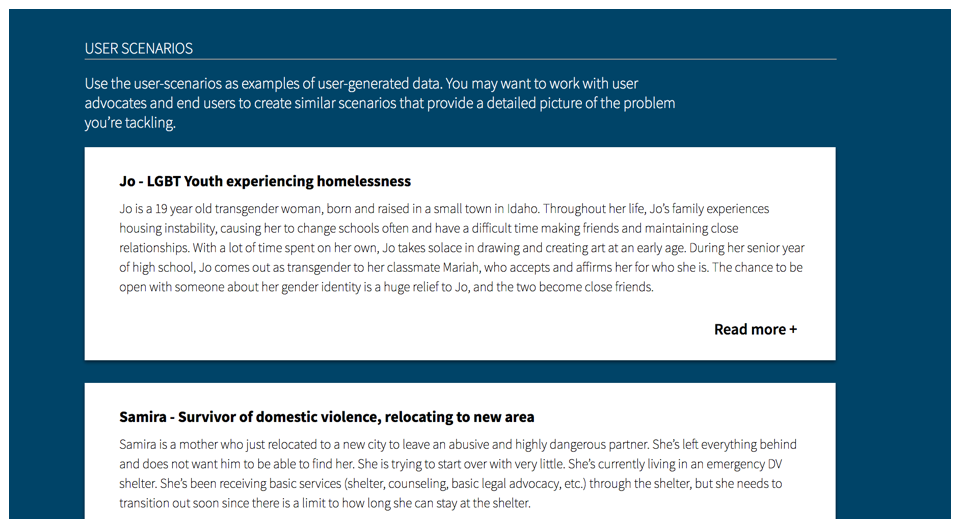 USER SCENARIOS
Use the user-scenarios as examples of user-generated data. You may want to work with user
advocates and end users to create similar scenarios that provide a detailed picture of the problem
you’re tackling.
Jo - LGBT Youth experiencing homelessness
Jo is a 19 year old transgender woman, born and raised in a small town in Idaho. Throughout her life, Jo’s family experiences
housing instability, causing her to change schools often and have a difficult time making friends and maintaining close
relationships. With a lot of time spent on her own, Jo takes solace in drawing and creating art at an early age. During her senior year
of high school, Jo comes out as transgender to her classmate Mariah, who accepts and affirms her for who she is. The chance to be
open with someone about her gender identity is a huge relief to Jo, and the two become close friends.
Read more +
Samira - Survivor of domestic violence, relocating to new area
Samira is a mother who just relocated to a new city to leave an abusive and highly dangerous partner. She’s left everything behind
and does not want him to be able to find her. She is trying to start over with very little. She’s currently living in an emergency DV
shelter. She’s been receiving basic services (shelter, counseling, basic legal advocacy, etc.) through the shelter, but she needs to
transition out soon since there is a limit to how long she can stay at the shelter.